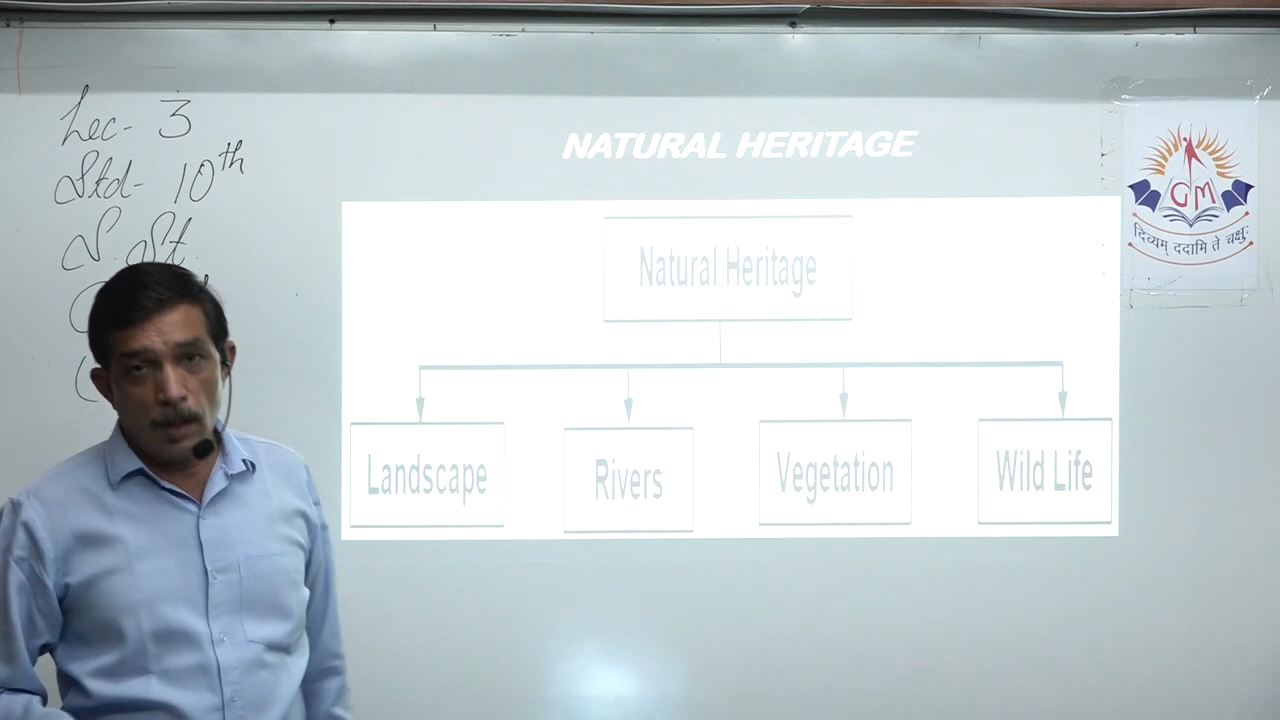 Lec- 3
Std- 10th
S. St.
NATURAL HERITAGE
Natural Heritage
Landscape
Rivers
Vegetation
Wild Life
GM
दिव्यम् ददामि ते चक्षुः